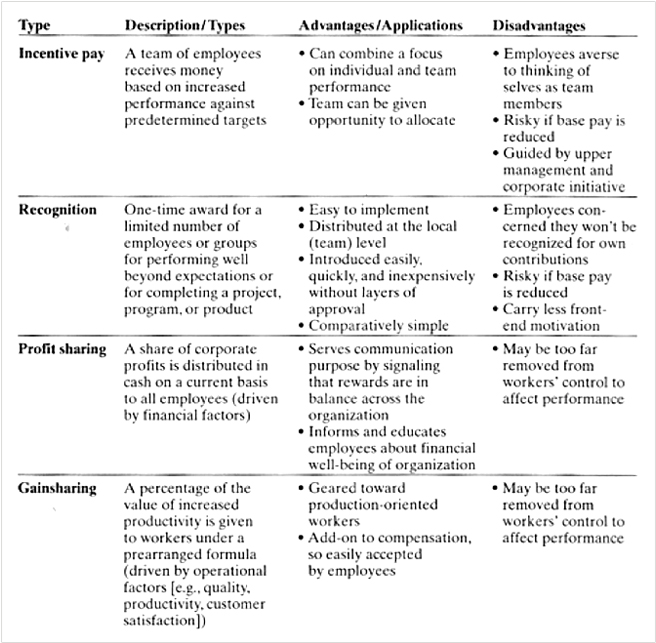 Type Description/Types Advantages/Applications Disadvantages
Incentive pay
A team of employees
receives money
based on increased
performance against
predetermined targets
• Can combine a focus
on individual and team
performance
• Team can be given
opportunity to allocate
• Employees averse
to thinking of
selves as team
members
• Risky if base pay is
reduced
• Guided by upper
management and
corporate initiative
Recognition
One-time award for a
limited number of
employees or groups
for performing well
beyond expectations or
for completing a project,
program, or product
• Easy to implement
• Distributed at the local
(team) level
• Introduced easily,
quickly, and inexpensively
without layers of
approval
• Comparatively simple
• Employees con-
cerned they won't be
recognized for own
contributions
• Risky if base pay
is reduced
• Carry less front-
end motivation
Profit sharing
A share of corporate
profits is distributed in
cash on a current basis
to all employees (driven
by financial factors)
• Serves communication
purpose by signaling
that rewards are in
balance across the
organization
• Informs and educates
employees about financial
well-being of organization
• May be too far
removed from
workers' control to
affect performance
Gainsharing
A percentage of the
value of increased
productivity is given
to workers under a
prearranged formula
(driven by operational
factors [e.g., quality,
productivity, customer
satisfaction])
• Geared toward
production-oriented
workers
• Add-on to compensation,
so easily accepted
by employees
• May be too far
removed from
workers' control to
affect performance